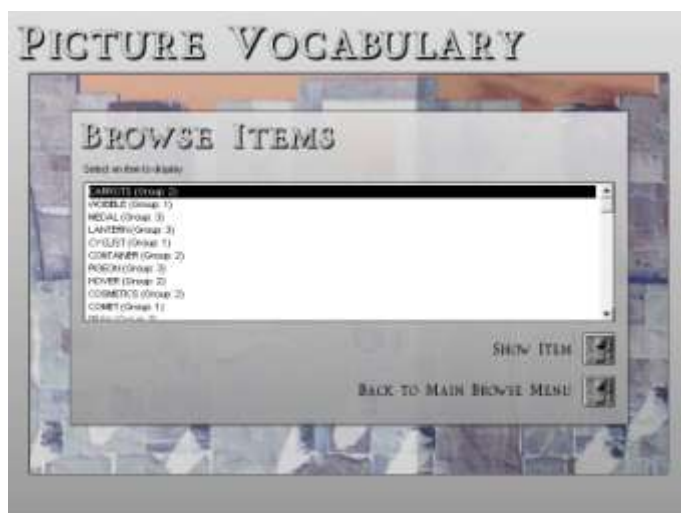 PICTURE VOCABULARY
BROWSE ITEMS
Select an item to display
CARROTS (Group: 2)
WOBBLE (Group: 1)
MEDAL (Group: 3)
LANTERN (Group: 3)
CYCLIST (Group: 1)
CONTAINER (Group: 2)
PIGEON (Group: 3)
HOVER (Group: 2)
COSMETICS (Group: 2)
COMET (Group: 1)
SHOW ITEM
BACK TO MAIN BROWSE MENU